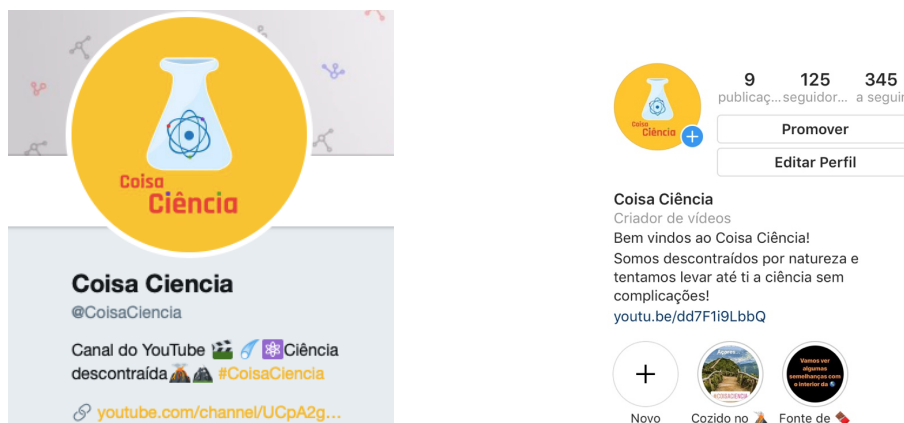 Coisa
Ciência
Coisa Ciencia
@CoisaCiencia
Canal do YouTube 🎬 ☄️⚛️Ciência
descontraída🌋🏔 #CoisaCiencia
youtube.com/channel/UCpA2g...
Coisa
Ciência
9 125 345
publicaç... seguidor... a seguir
Promover
Editar Perfil
Coisa Ciência
Criador de vídeos
Bem vindos ao Coisa Ciência!
Somos descontraídos por natureza e
tentamos levar até ti a ciência sem
complicações!
youtu.be/dd7F1i9LbbQ
Açores
#COISACIENCIA
Vamos ver
algumas
semelhanças com
o interior da 🌎
Novo
Cozido no 🌋
Fonte de 🍫